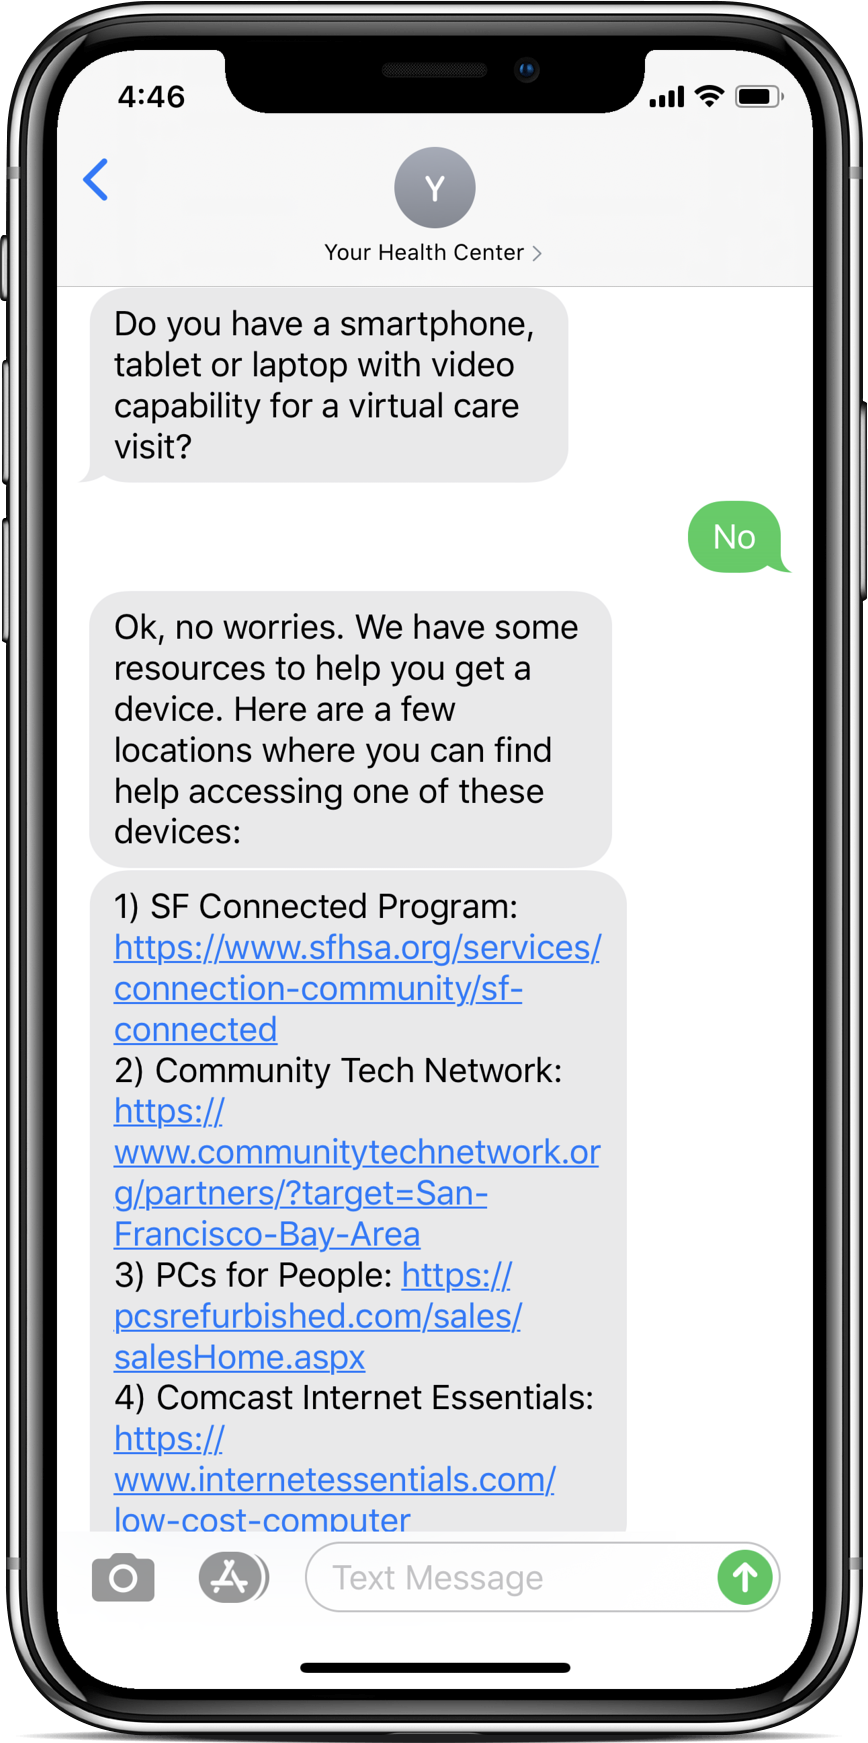 4:46
Y
Your Health Center
Do you have a smartphone,
tablet or laptop with video
capability for a virtual care
visit?
No
Ok, no worries. We have some
resources to help you get a
device. Here are a few
locations where you can find
help accessing one of these
devices:
1) SF Connected Program:
https://www.sfhsa.org/services/
connection-community/sf-
connected
2) Community Tech Network:
https://
www.communitytechnetwork.or
g/partners/?target=San-
Francisco-Bay-Area
3) PCs for People: https://
pcsrefurbished.com/sales/
salesHome.aspx
4) Comcast Internet Essentials:
https://
www.internetessentials.com/
low-cost-computer
Text Message